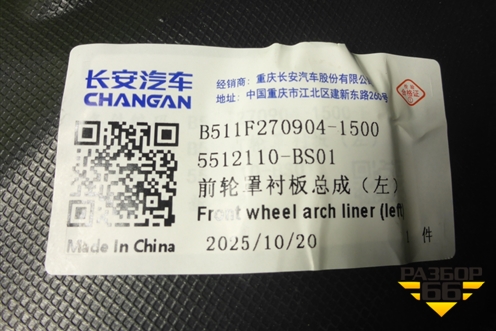 长安汽车
CHANGAN
经销商：重庆长安汽车股份有限公
地址：中国重庆市江北区建新东路260号
合格证
B511F270904-1500
5512110-BS01
前轮罩衬板总成（左）
Front wheel arch liner (left
Made In China
2025/10/20
件
РАЗБОР
66